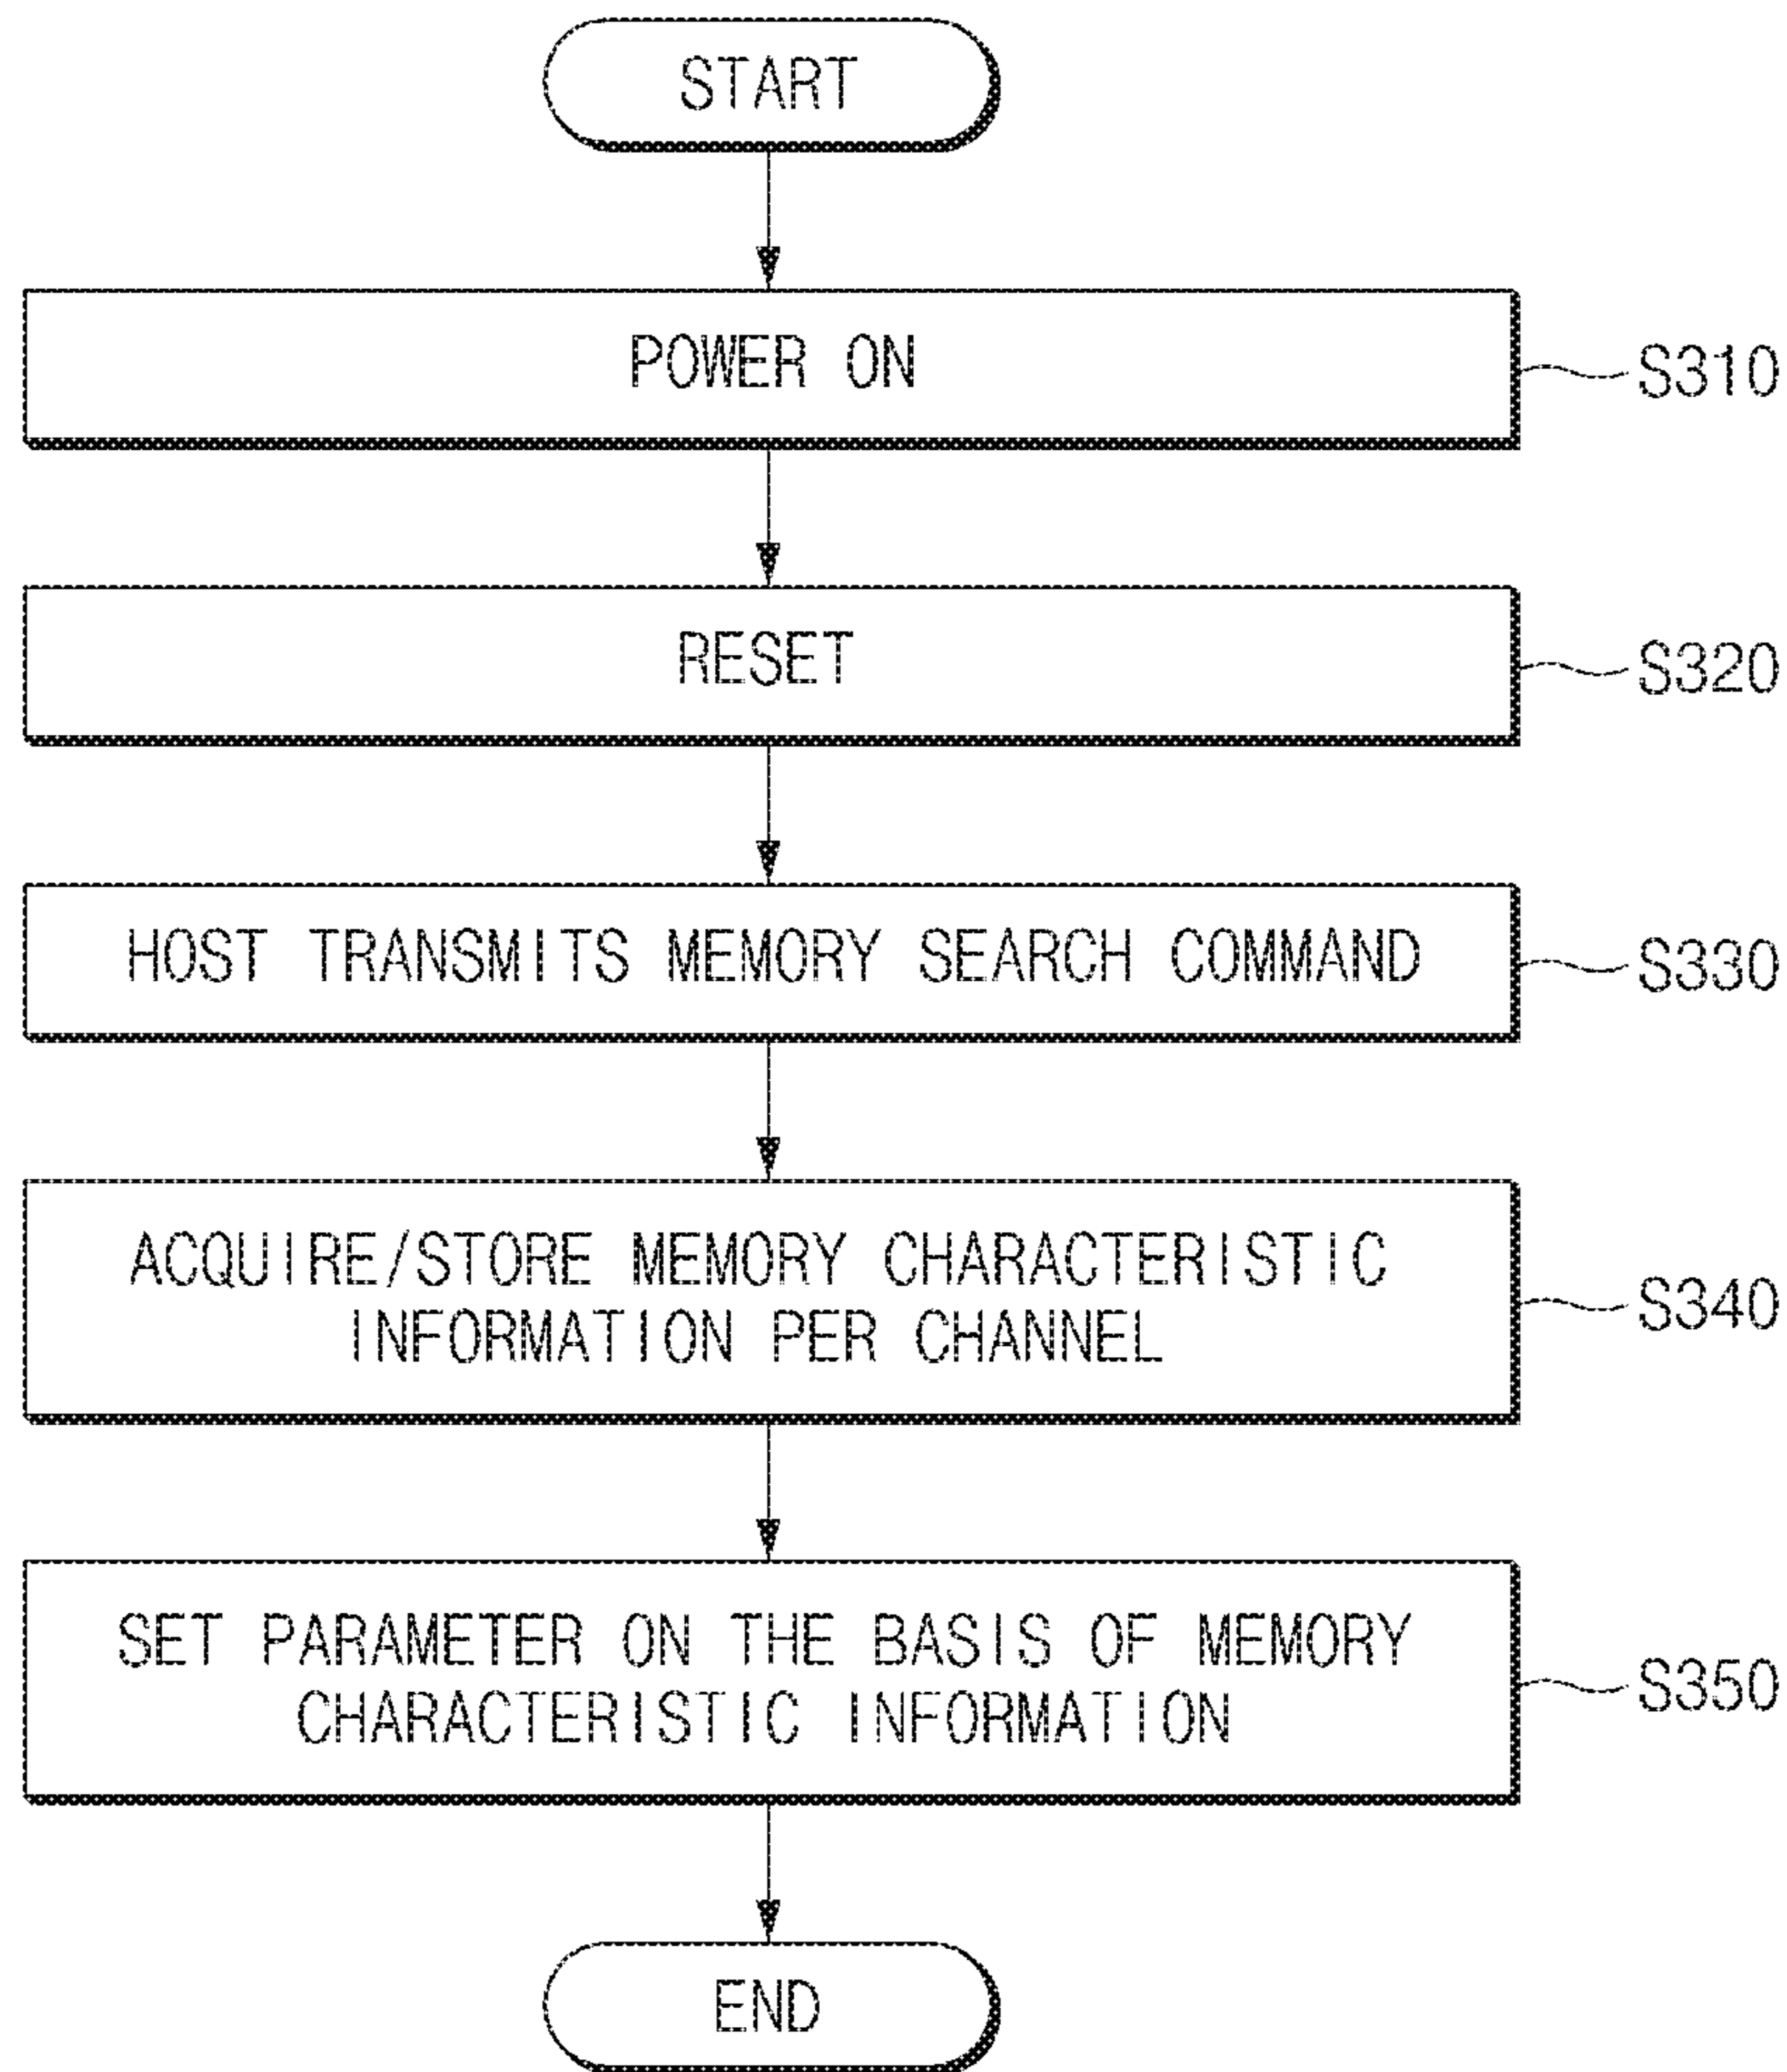 START
POWER ON
S310
RESET
S320
HOST TRANSMITS MEMORY SEARCH COMMAND
S330
ACQUIRE/STORE MEMORY CHARACTERISTIC
INFORMATION PER CHANNEL
S340
SET PARAMETER ON THE BASIS OF MEMORY
CHARACTERISTIC INFORMATION
S350
END